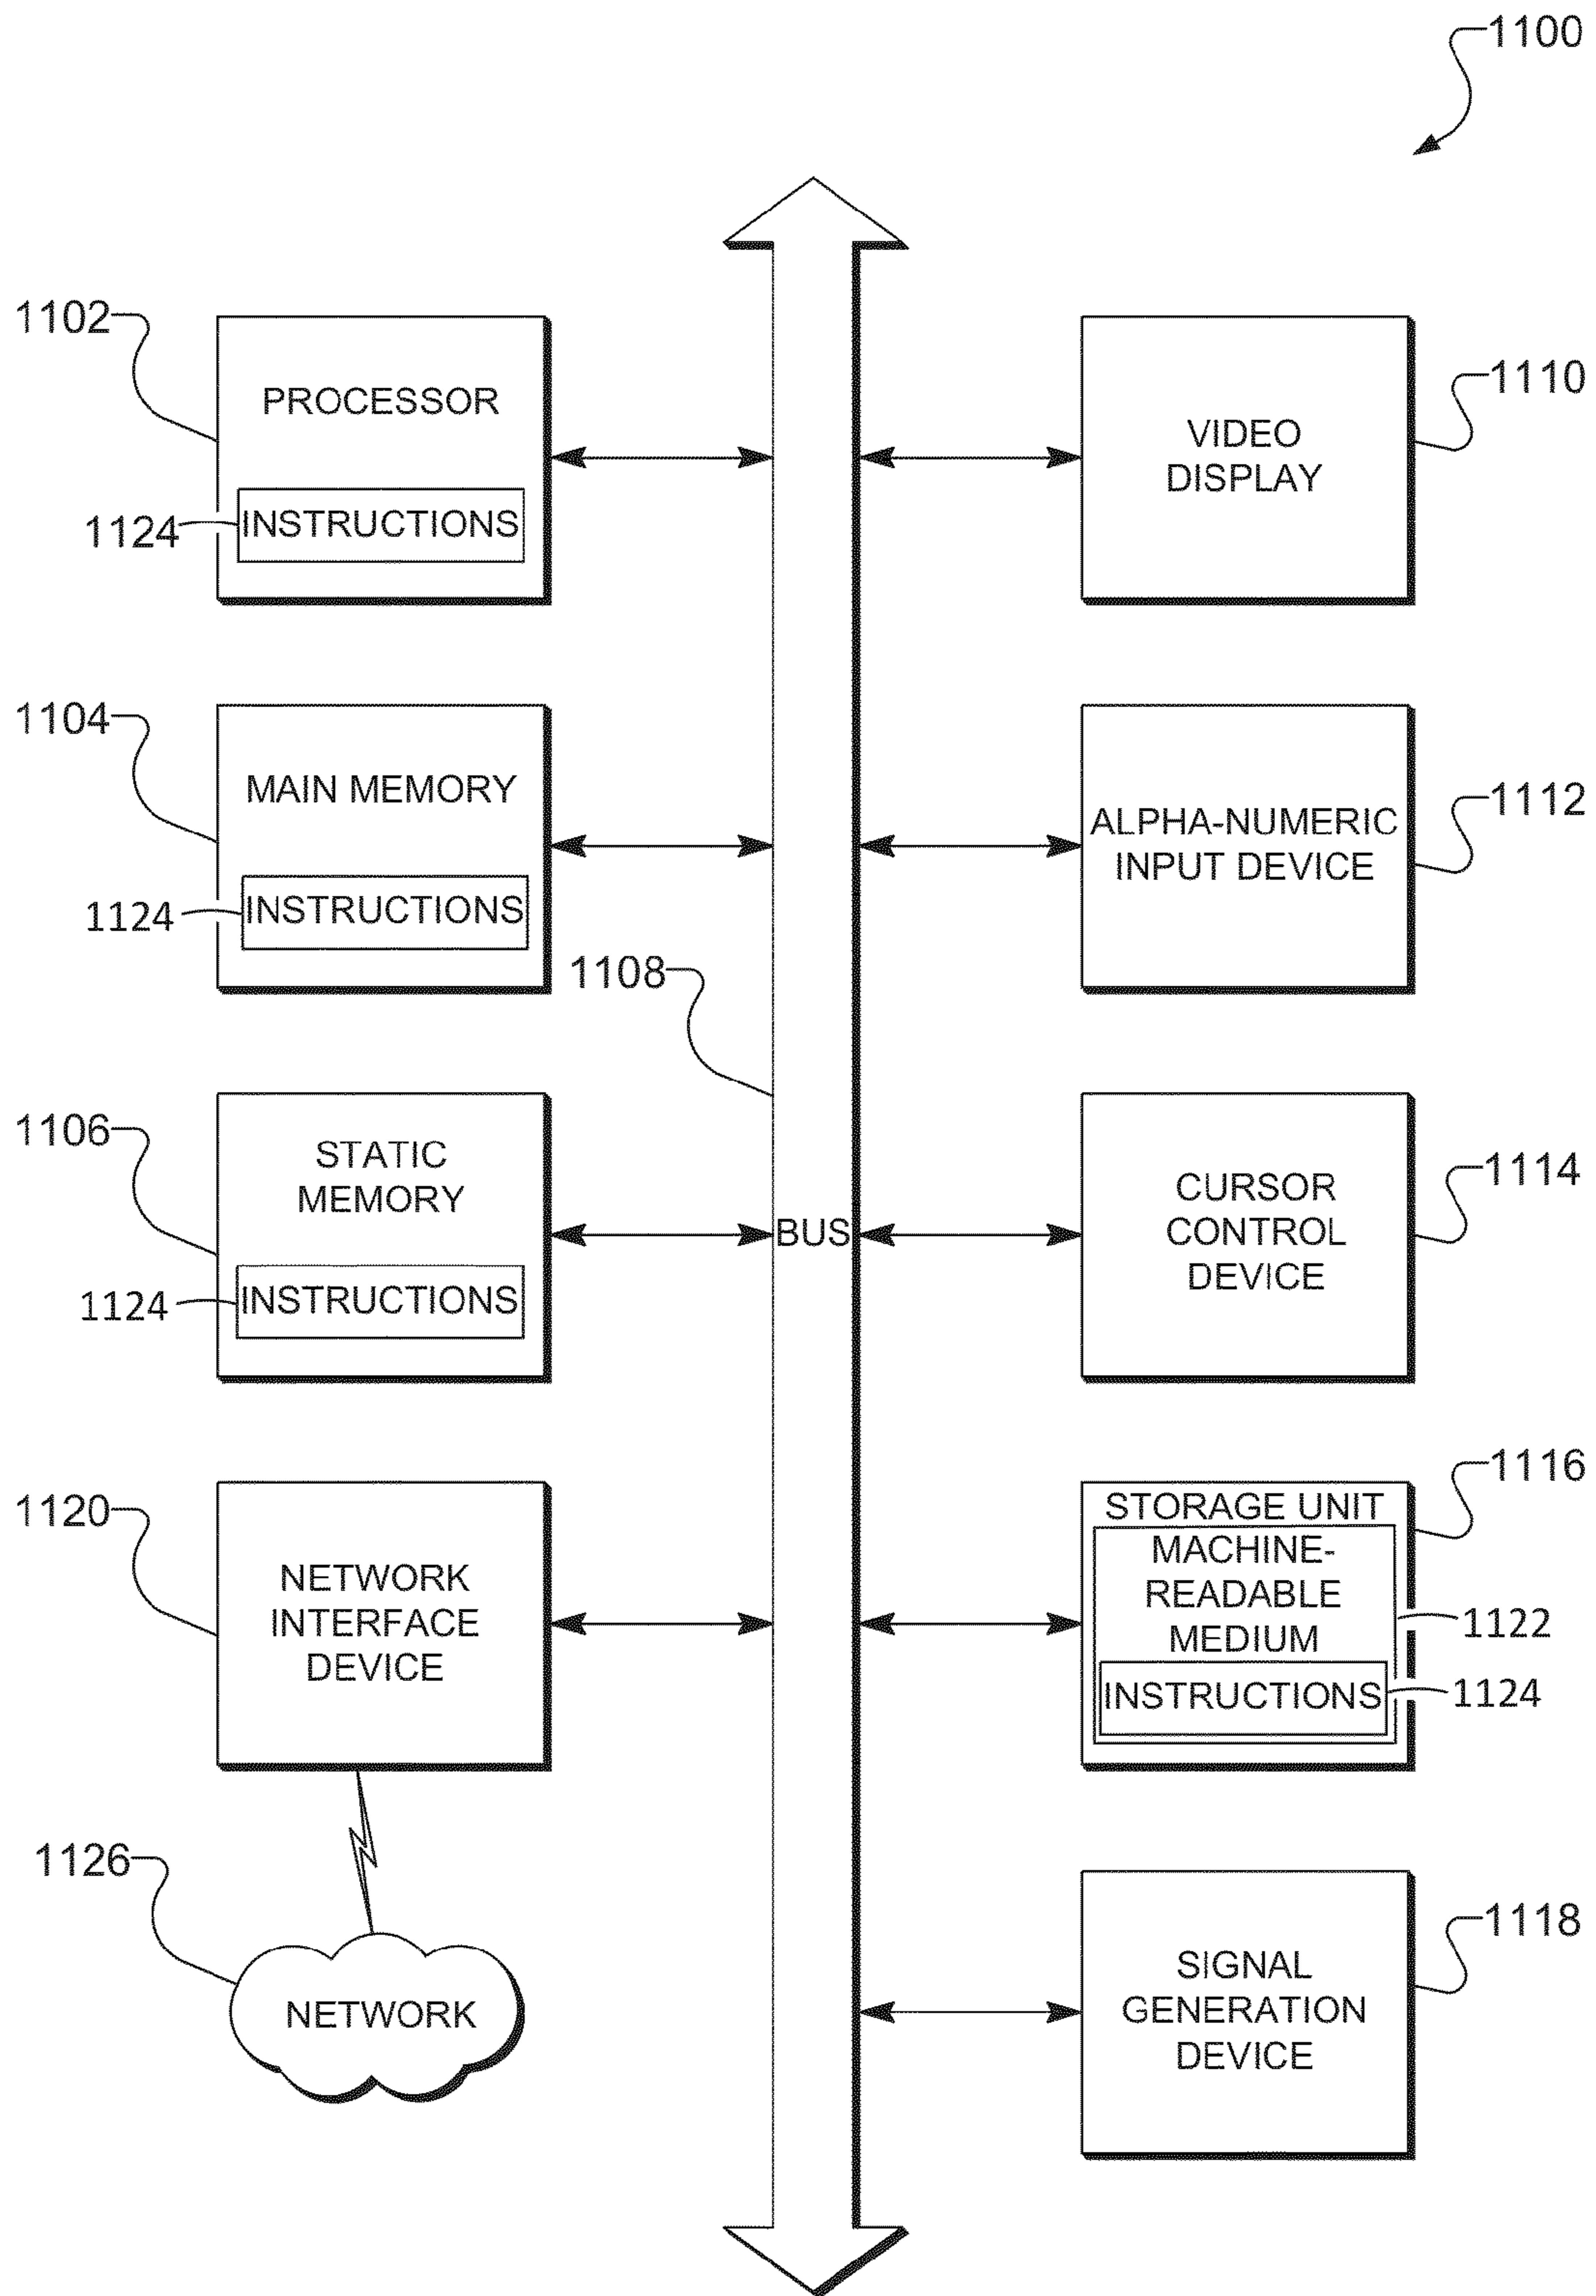 1100
1102
PROCESSOR
1124
INSTRUCTIONS
1110
VIDEO
DISPLAY
1104
MAIN MEMORY
1124
INSTRUCTIONS
1112
ALPHA-NUMERIC
INPUT DEVICE
1108
BUS
1106
STATIC
MEMORY
1124
INSTRUCTIONS
1114
CURSOR
CONTROL
DEVICE
1120
NETWORK
INTERFACE
DEVICE
1116
STORAGE UNIT
MACHINE-
READABLE
MEDIUM
1122
INSTRUCTIONS
1124
1126
NETWORK
1118
SIGNAL
GENERATION
DEVICE